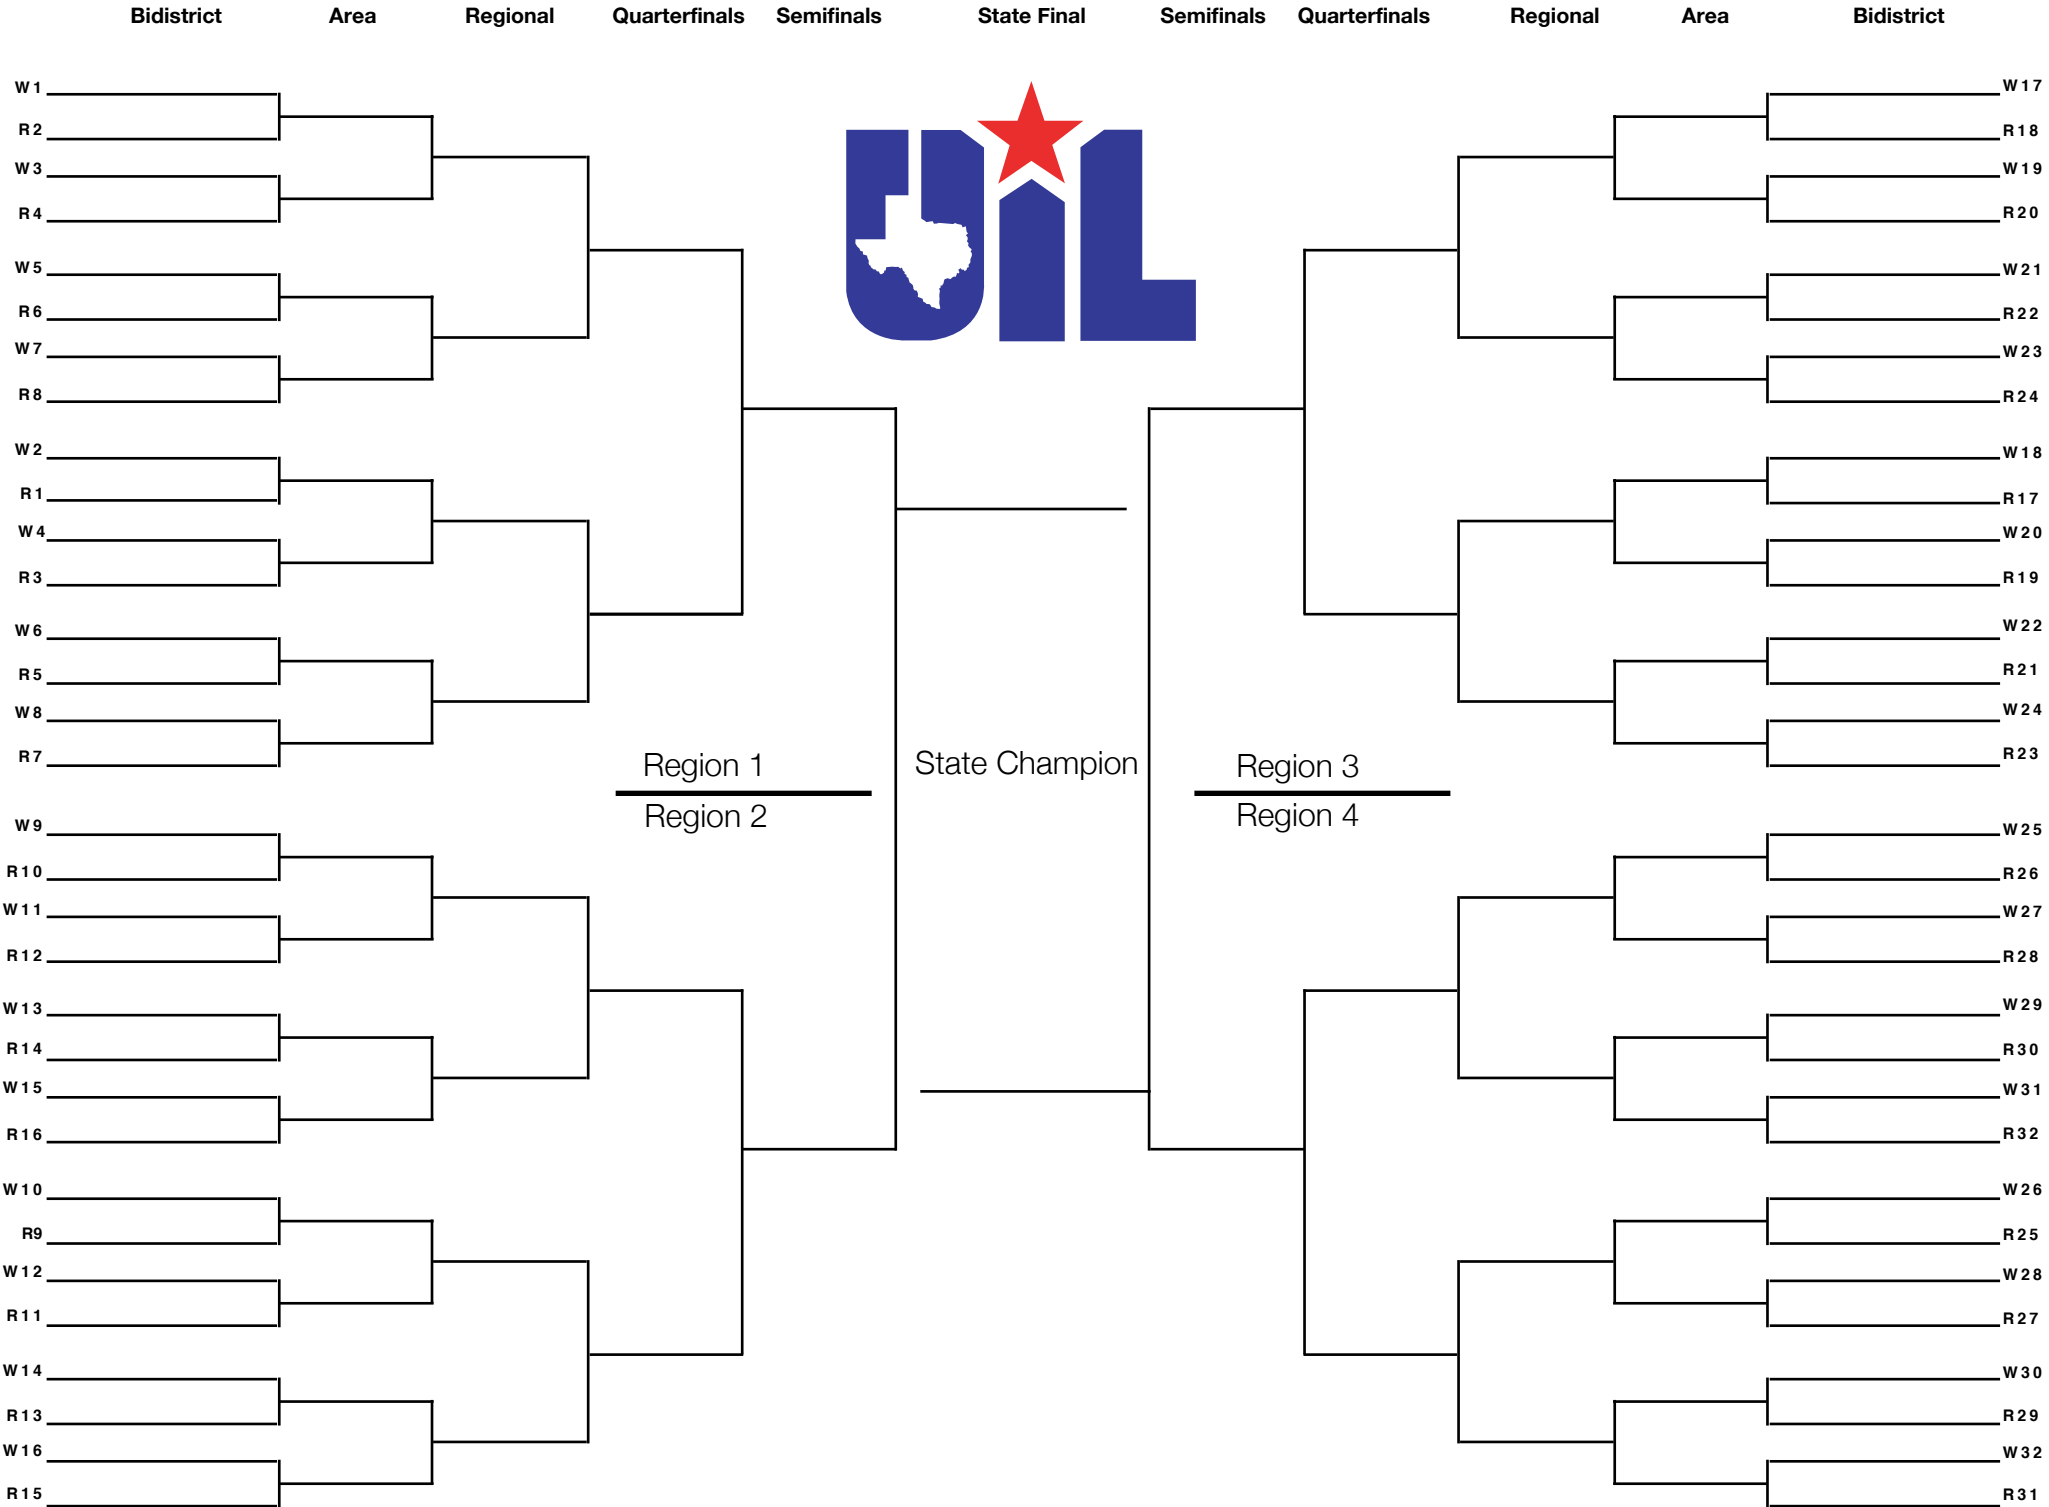 Bidistrict Area Regional Quarterfinals Semifinals State Final Semifinals Quarterfinals Regional Area Bidistrict
UIL
W1
R2
W3
R4
W5
R6
W7
R8
W2
R1
W4
R3
W6
R5
W8
R7
W9
R10
W11
R12
W13
R14
W15
R16
W10
R9
W12
R11
W14
R13
W16
R15
Region 1
Region 2
State Champion
Region 3
Region 4
W17
R18
W19
R20
W21
R22
W23
R24
W18
R17
W20
R19
W22
R21
W24
R23
W25
R26
W27
R28
W29
R30
W31
R32
W26
R25
W28
R27
W30
R29
W32
R31